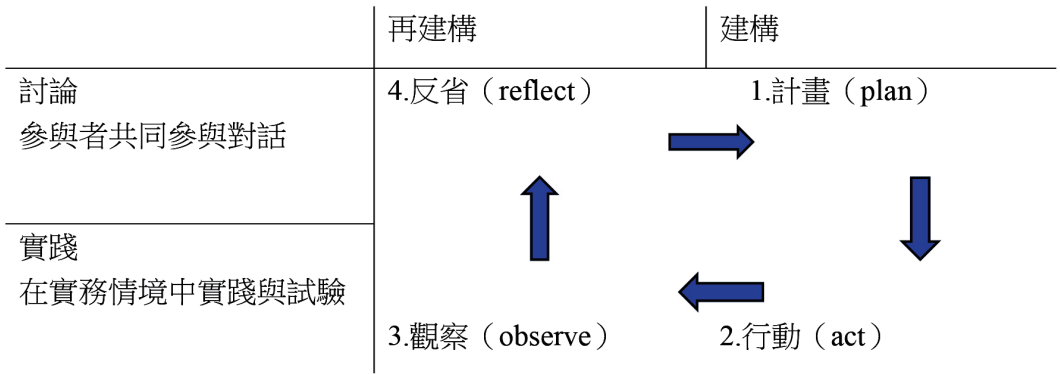 再建構
建構
討論
參與者共同參與對話
4.反省（reflect）
1.計畫（plan）
實踐
在實務情境中實踐與試驗
3.觀察（observe）
2.行動（act）